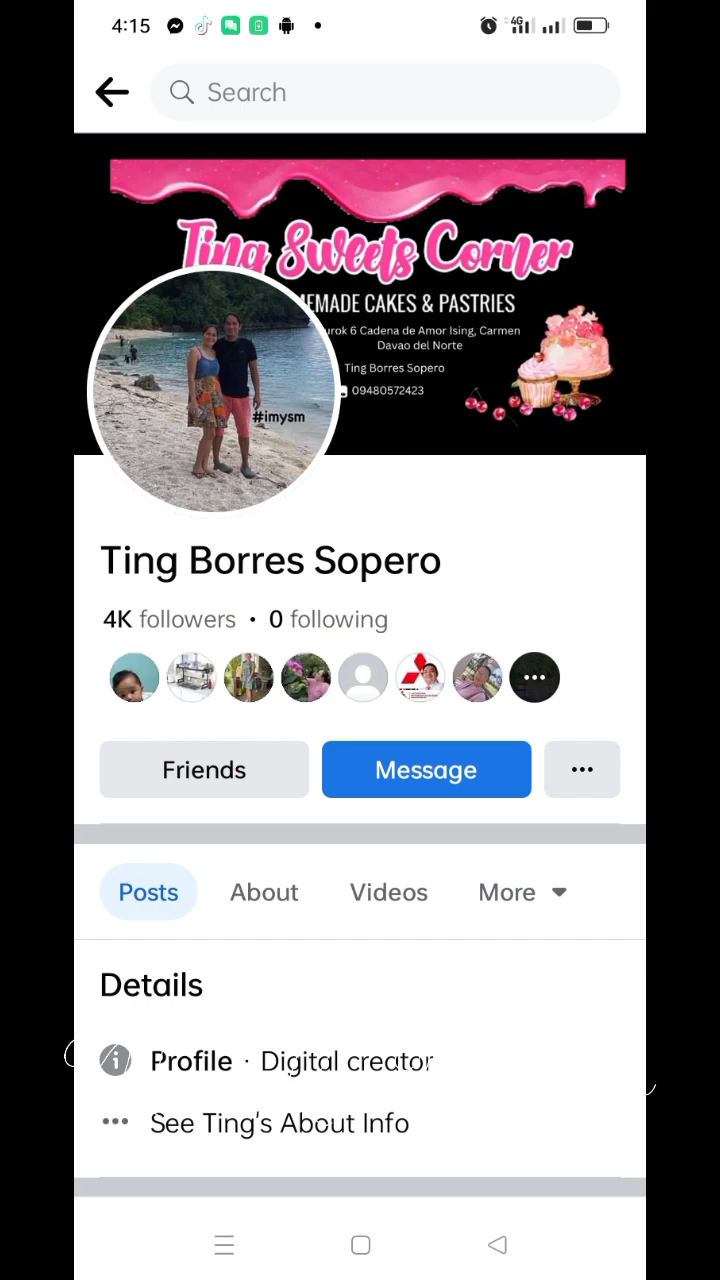 4:15
4G
Search
Ting Sweets Corner
MEMADE CAKES & PASTRIES
urok 6 Cadena de Amor Ising, Carmen
Davao del Norte
Ting Borres Sopero
09480572423
#imysm
Ting Borres Sopero
4K followers • 0 following
Friends
Message
Posts
About
Videos
More
Details
Profile · Digital creator
See Ting's About Info